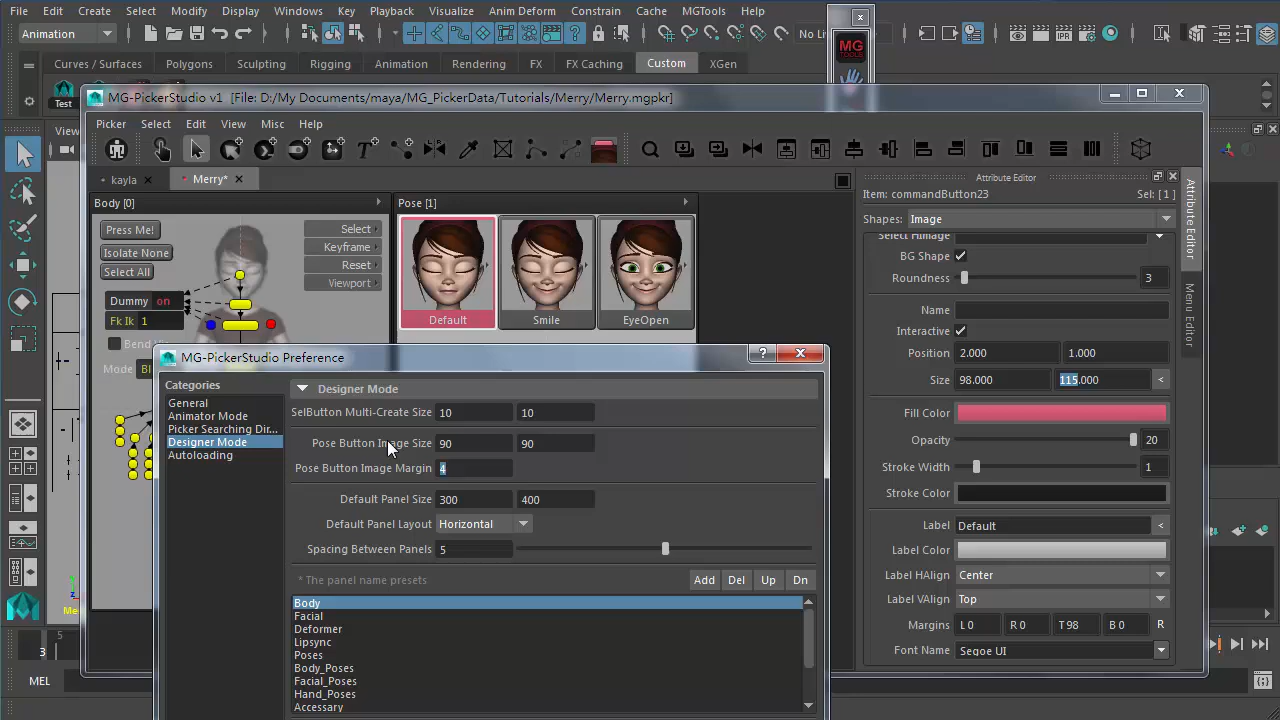 File Edit Create Select Modify Display Windows Key Playback Visualize Anim Deform Constrain Cache MGTools Help
Animation
No Li
Curves / Surfaces Polygons Sculpting Rigging Animation Rendering FX FX Caching Custom XGen
MG TOOLS
Test
MG-PickerStudio v1 [File: D:/My Documents/maya/MG_PickerData/Tutorials/Merry/Merry.mgpkr]
View
Picker Select Edit View Misc Help
kayla Merry*
Attribute Editor
Item: commandButton23 Sel: [ 1 ]
Shapes: Image
Body [0] Pose [1]
Press Me!
Isolate None
Select All
Select
Keyframe
Reset
Viewport
Dummy on
Fk Ik 1
Mode
Default Smile EyeOpen
BG Shape
Roundness 3
Name
Interactive
Position 2.000 1.000
Size 98.000 115.000 <
Fill Color
Opacity 20
Stroke Width 1
Stroke Color
Label Default <
Label Color
Label HAlign Center
Label VAlign Top
Margins L 0 R 0 T 98 B 0 R
Font Name Segoe UI
Attribute Editor
Menu Editor
MG-PickerStudio Preference
Categories
General
Animator Mode
Picker Searching Dir...
Designer Mode
Autoloading
Designer Mode
SelButton Multi-Create Size 10 10
Pose Button Image Size 90 90
Pose Button Image Margin 4
Default Panel Size 300 400
Default Panel Layout Horizontal
Spacing Between Panels 5
* The panel name presets Add Del Up Dn
Body
Facial
Deformer
Lipsync
Poses
Body_Poses
Facial_Poses
Hand_Poses
Accessary
5
3
MEL